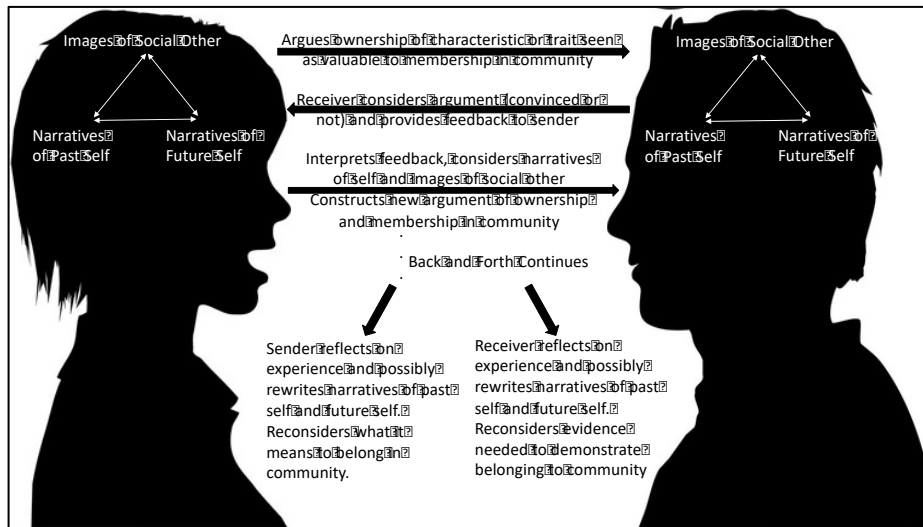 Images of Social Other
Narratives
of Past Self
Narratives of
Future Self
Argues ownership of characteristic or trait seen
as valuable to membership in community
Receiver considers argument (convinced or
not) and provides feedback to sender
Interprets feedback, considers narratives
of self and images of social other
Constructs new argument of ownership
and membership in community
Back and Forth Continues
Sender reflects on
experience and possibly
rewrites narratives of past
self and future self.
Reconsiders what it
means to belong in
community.
Receiver reflects on
experience and possibly
rewrites narratives of past
self and future self.
Reconsiders evidence
needed to demonstrate
belonging to community
Images of Social Other
Narratives
of Past Self
Narratives of
Future Self